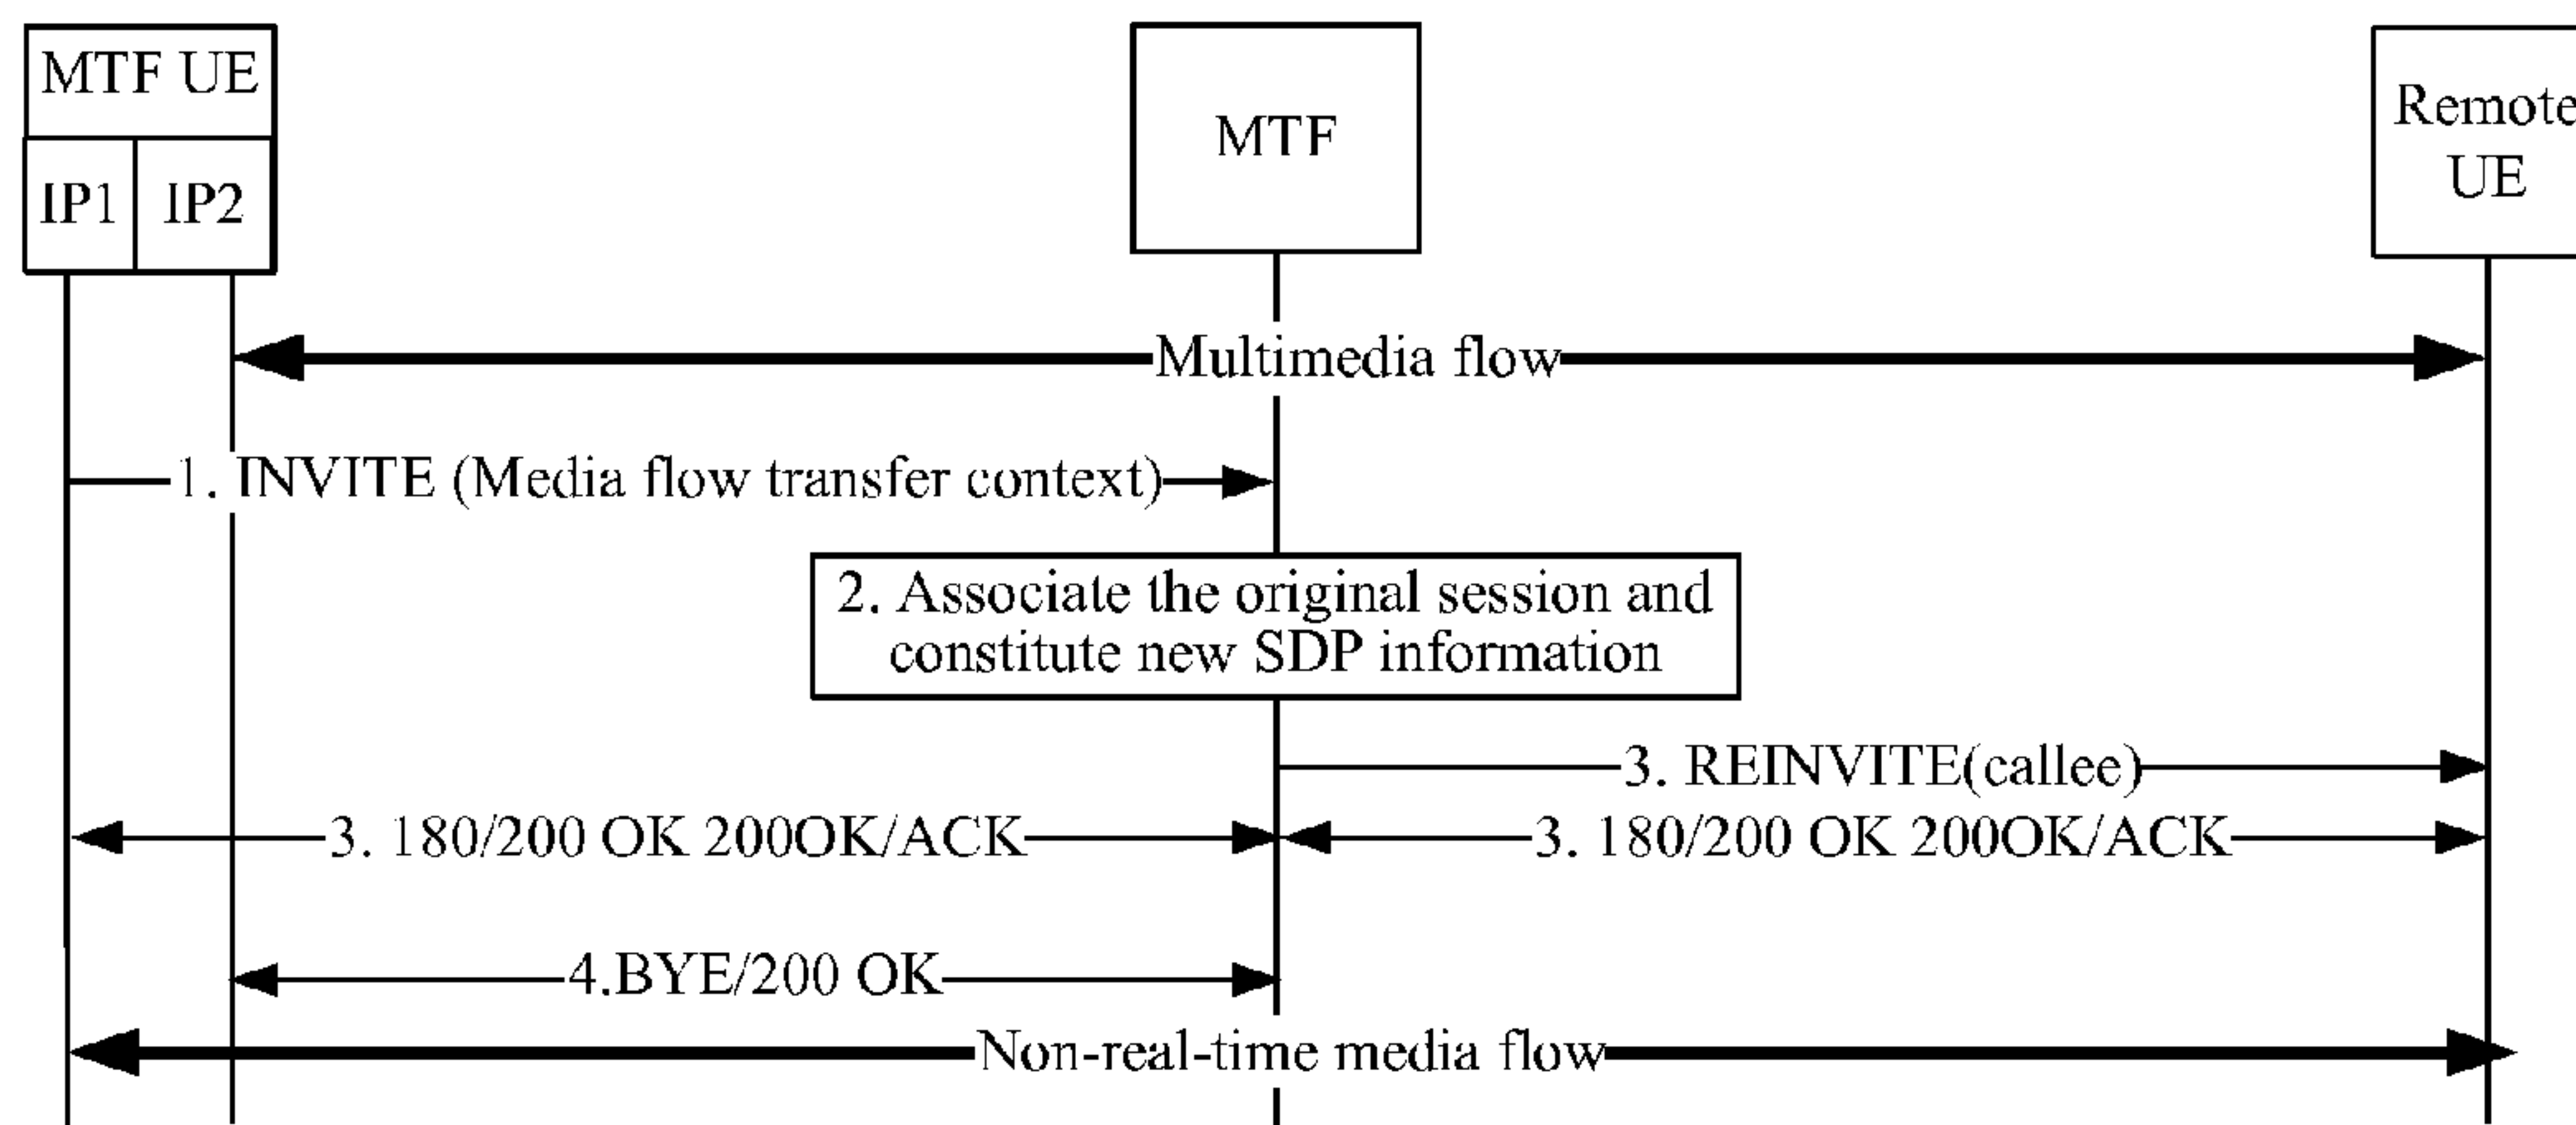 MTF UE
IP1
IP2
MTF
Remote
UE
Multimedia flow
1. INVITE (Media flow transfer context)
2. Associate the original session and
constitute new SDP information
3. REINVITE(callee)
3. 180/200 OK 200OK/ACK
3. 180/200 OK 200OK/ACK
4.BYE/200 OK
Non-real-time media flow